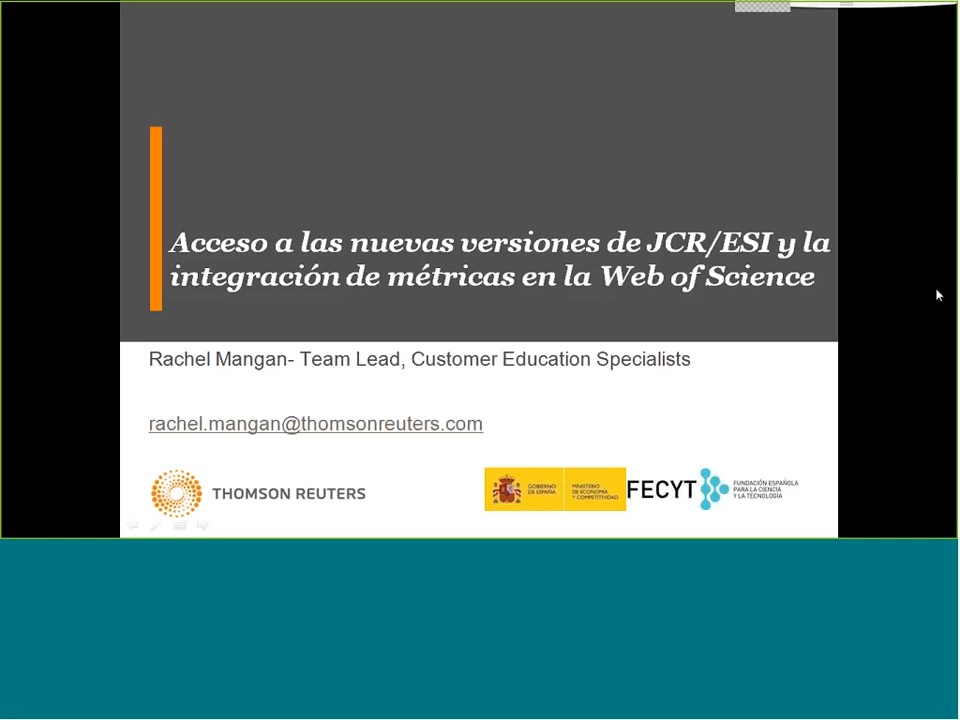 Acceso a las nuevas versiones de JCR/ESI y la
integración de métricas en la Web of Science
Rachel Mangan- Team Lead, Customer Education Specialists
rachel.mangan@thomsonreuters.com
THOMSON REUTERS
GOBIERNO
DE ESPAÑA
MINISTERIO
DE ECONOMÍA
Y COMPETITIVIDAD
FECYT
FUNDACIÓN ESPAÑOLA
PARA LA CIENCIA
Y LA TECNOLOGÍA